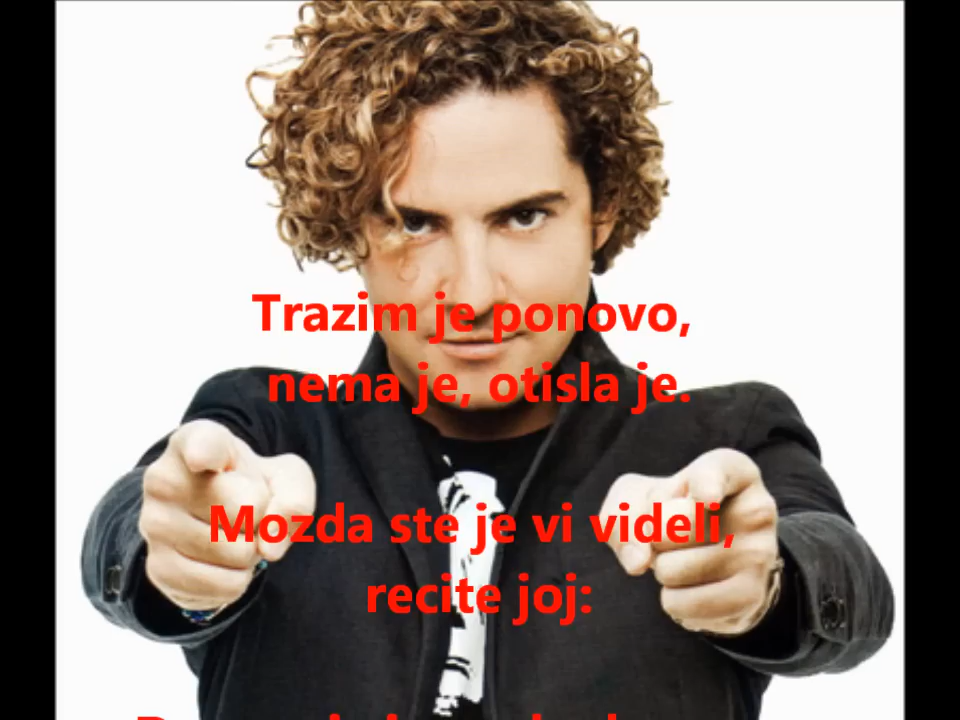 Trazim je ponovo,
nema je, otisla je.
Mozda ste je vi videli,
recite joj: